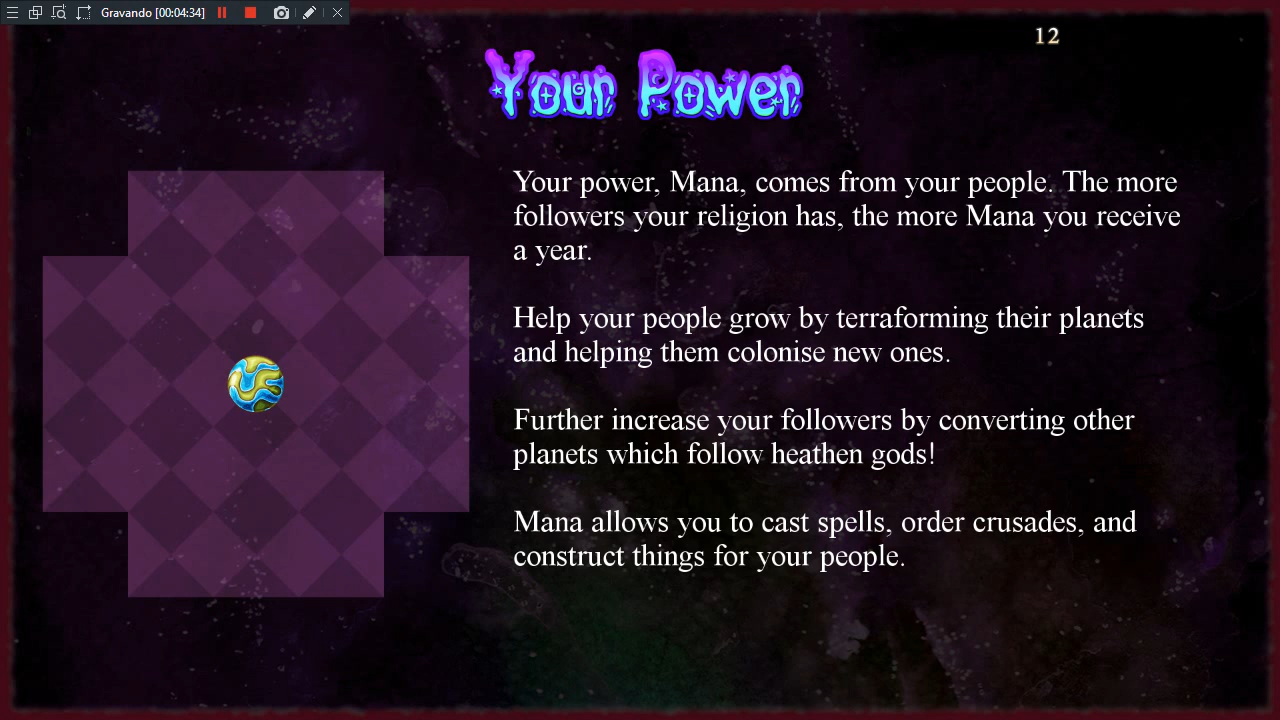 Gravando [00:04:34]
12
Your Power
Your power, Mana, comes from your people. The more
followers your religion has, the more Mana you receive
a year.
Help your people grow by terraforming their planets
and helping them colonise new ones.
Further increase your followers by converting other
planets which follow heathen gods!
Mana allows you to cast spells, order crusades, and
construct things for your people.